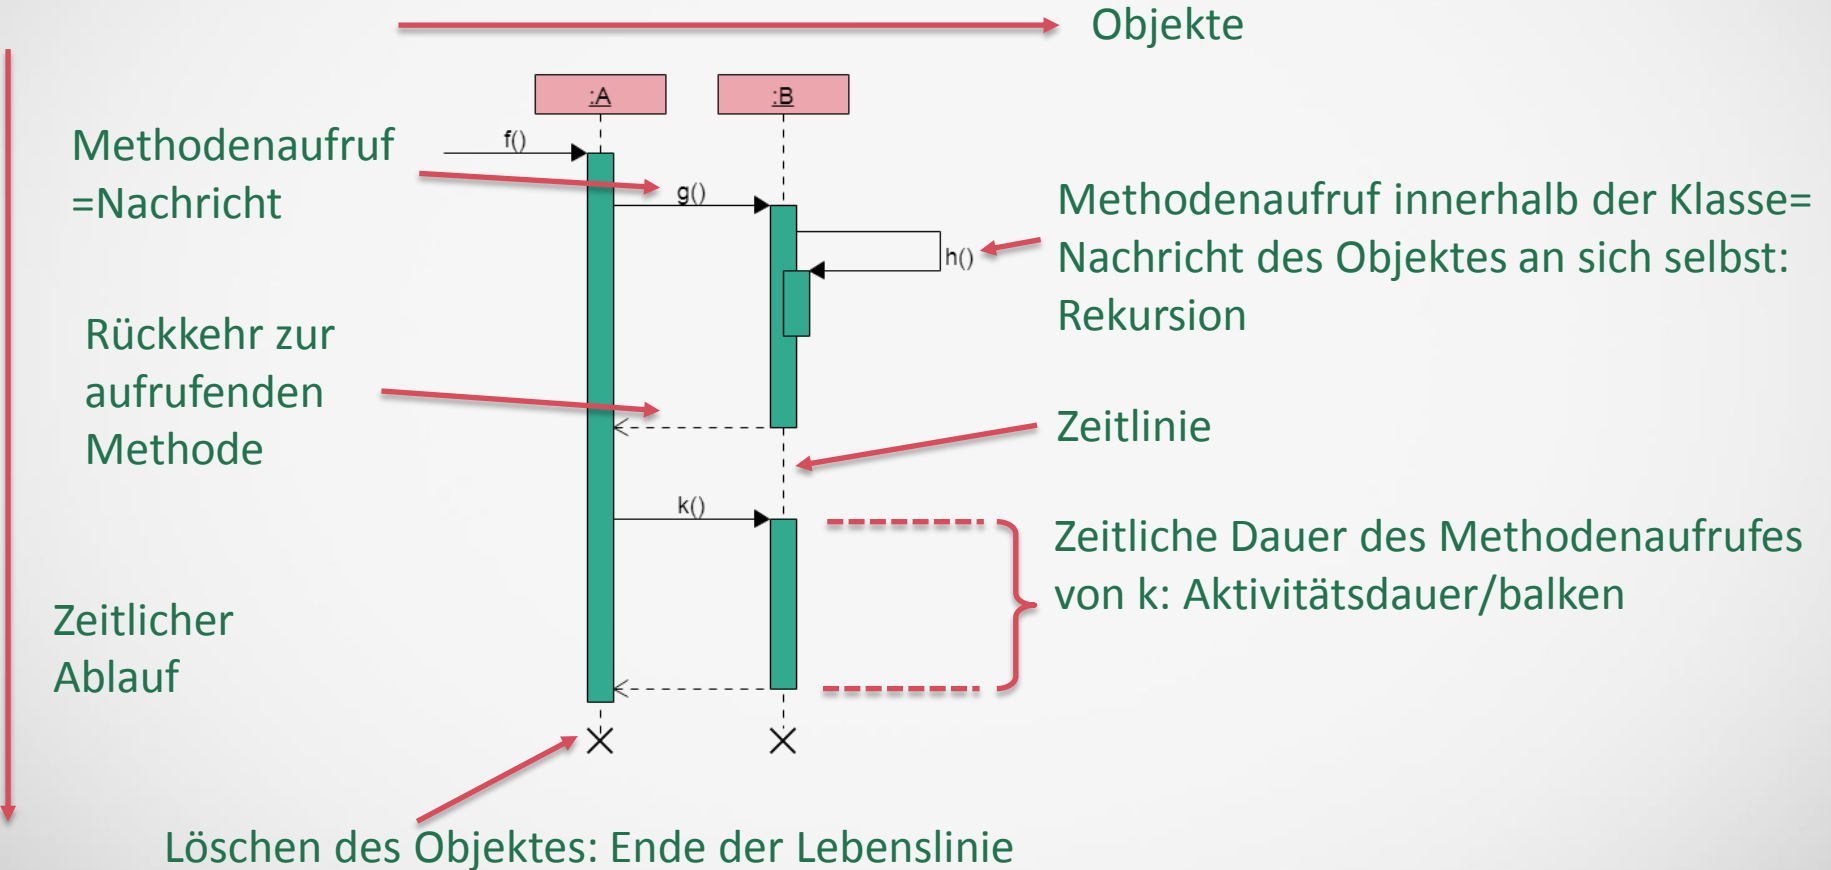 Objekte
:A
:B
Methodenaufruf
=Nachricht
f()
g()
Methodenaufruf innerhalb der Klasse=
Nachricht des Objektes an sich selbst:
Rekursion
h()
Rückkehr zur
aufrufenden
Methode
Zeitlinie
k()
Zeitliche Dauer des Methodenaufrufes
von k: Aktivitätsdauer/balken
Zeitlicher
Ablauf
Löschen des Objektes: Ende der Lebenslinie